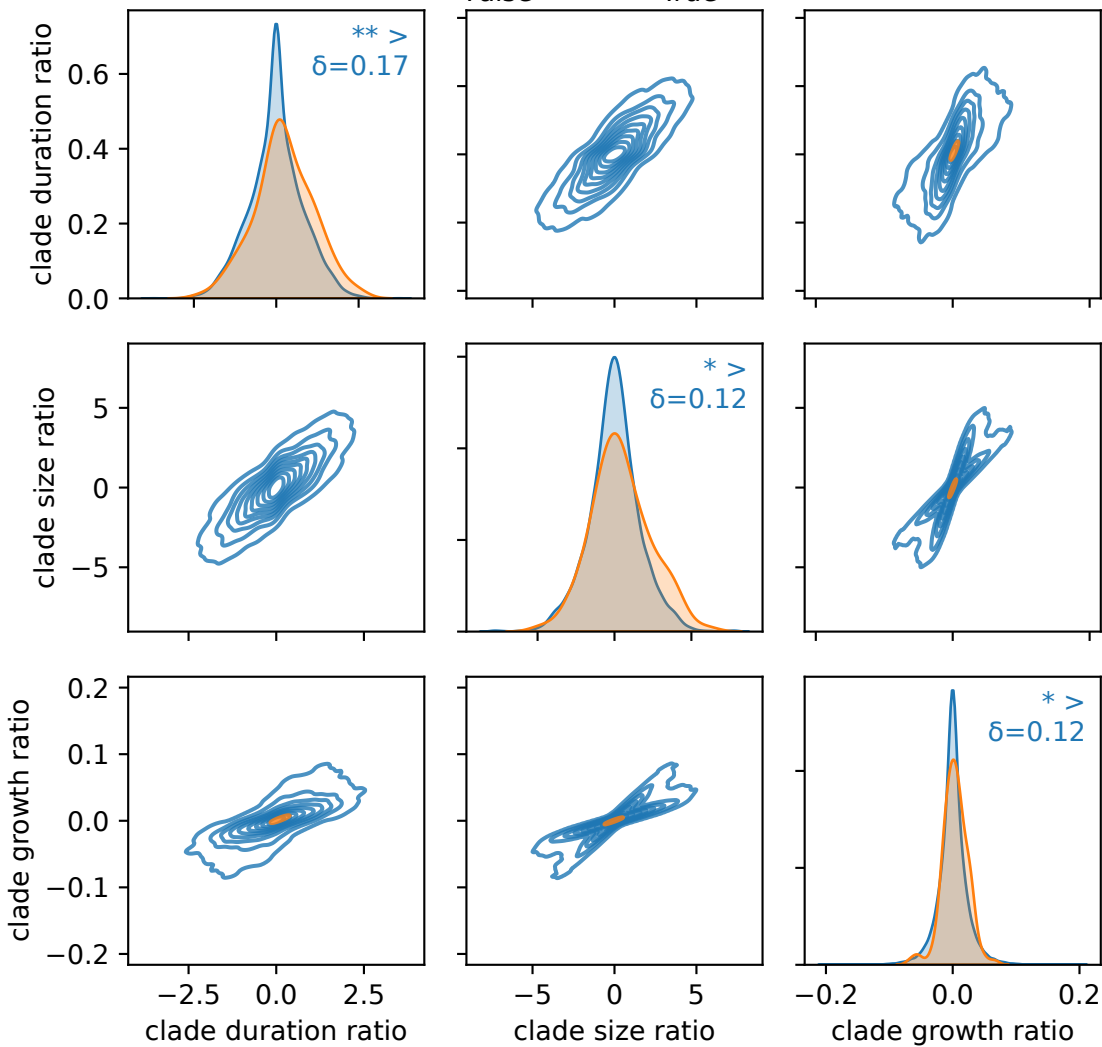 ** >
δ=0.17
clade duration ratio
0.6
0.4
0.2
0.0
* >
δ=0.12
clade size ratio
5
0
−5
* >
δ=0.12
clade growth ratio
0.2
0.1
0.0
−0.1
−0.2
−2.5 0.0 2.5
−5 0 5
−0.2 0.0 0.2
clade duration ratio
clade size ratio
clade growth ratio